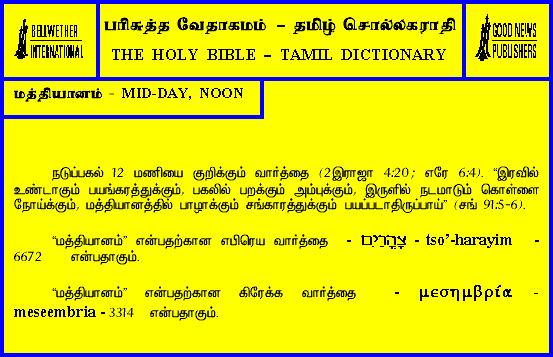 BELLWETHER
INTERNATIONAL
பரிசுத்த வேதாகமம் – தமிழ் சொல்லகராதி
THE HOLY BIBLE – TAMIL DICTIONARY
GOOD NEWS
PUBLISHERS
மத்தியானம் - MID-DAY, NOON
நடுப்பகல் 12 மணியை குறிக்கும் வார்த்தை (2இராஜா 4:20; எரே 6:4). “இரவில்
உண்டாகும் பயங்கரத்துக்கும், பகலில் பறக்கும் அம்புக்கும், இருளில் நடமாடும் கொள்ளை
நோய்க்கும், மத்தியானத்தில் பாழாக்கும் சங்காரத்துக்கும் பயப்படாதிருப்பாய்” (சங் 91:5-6).
“மத்தியானம்” என்பதற்கான எபிரெய வார்த்தை - צָהֳרַיִם - tso’-harayim -
6672 என்பதாகும்.
“மத்தியானம்” என்பதற்கான கிரேக்க வார்த்தை - μεσημβρία -
meseembria - 3314 என்பதாகும்.